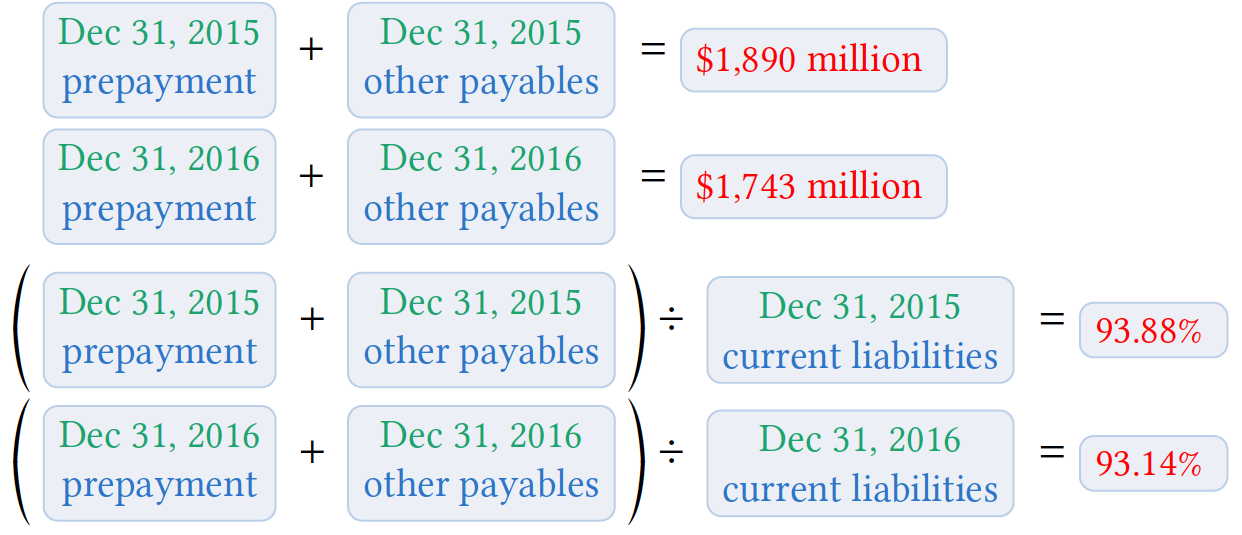 Dec 31, 2015 + Dec 31, 2015 = $1,890 million
prepayment other payables
Dec 31, 2016 + Dec 31, 2016 = $1,743 million
prepayment other payables
( Dec 31, 2015 + Dec 31, 2015 ) ÷ Dec 31, 2015 = 93.88%
prepayment other payables current liabilities
( Dec 31, 2016 + Dec 31, 2016 ) ÷ Dec 31, 2016 = 93.14%
prepayment other payables current liabilities